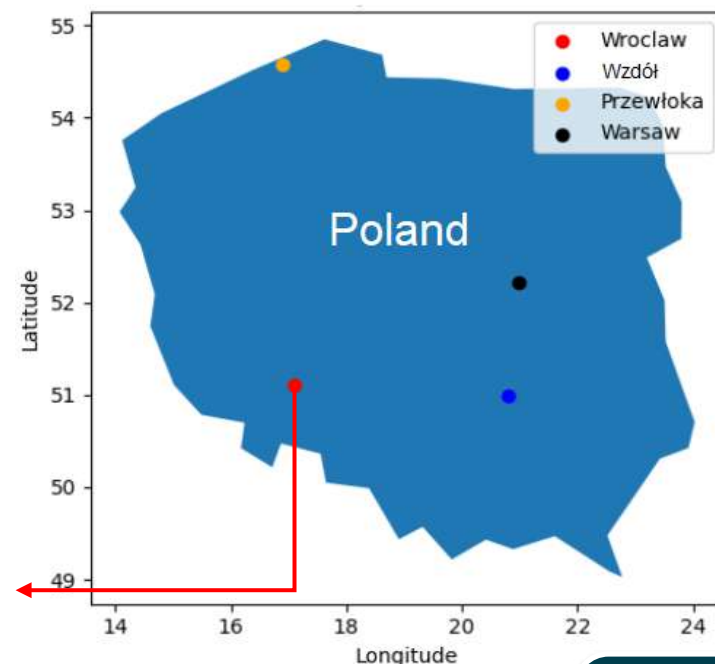 55
54
53
52
51
50
49
Latitude
Wroclaw
Wzdół
Przewłoka
Warsaw
Poland
14 16 18 20 22 24
Longitude